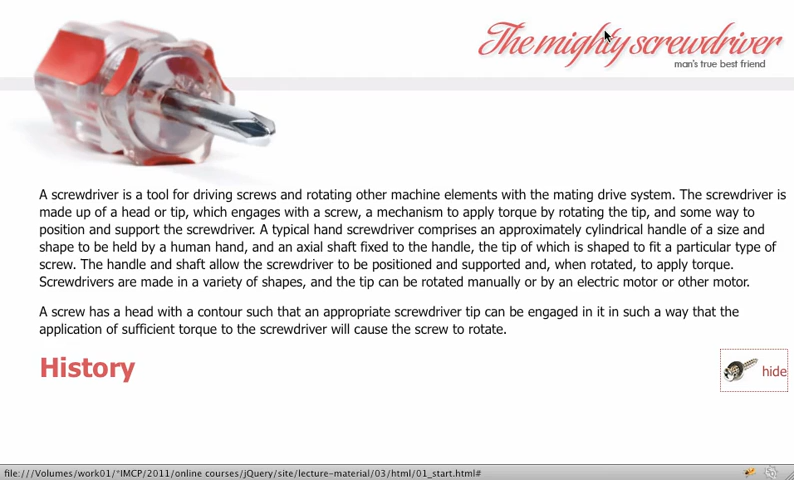 The mighty screwdriver
man's true best friend
A screwdriver is a tool for driving screws and rotating other machine elements with the mating drive system. The screwdriver is
made up of a head or tip, which engages with a screw, a mechanism to apply torque by rotating the tip, and some way to
position and support the screwdriver. A typical hand screwdriver comprises an approximately cylindrical handle of a size and
shape to be held by a human hand, and an axial shaft fixed to the handle, the tip of which is shaped to fit a particular type of
screw. The handle and shaft allow the screwdriver to be positioned and supported and, when rotated, to apply torque.
Screwdrivers are made in a variety of shapes, and the tip can be rotated manually or by an electric motor or other motor.
A screw has a head with a contour such that an appropriate screwdriver tip can be engaged in it in such a way that the
application of sufficient torque to the screwdriver will cause the screw to rotate.
History
hide
file:///Volumes/work01/*IMCP/2011/online courses/jQuery/site/lecture-material/03/html/01_start.html#